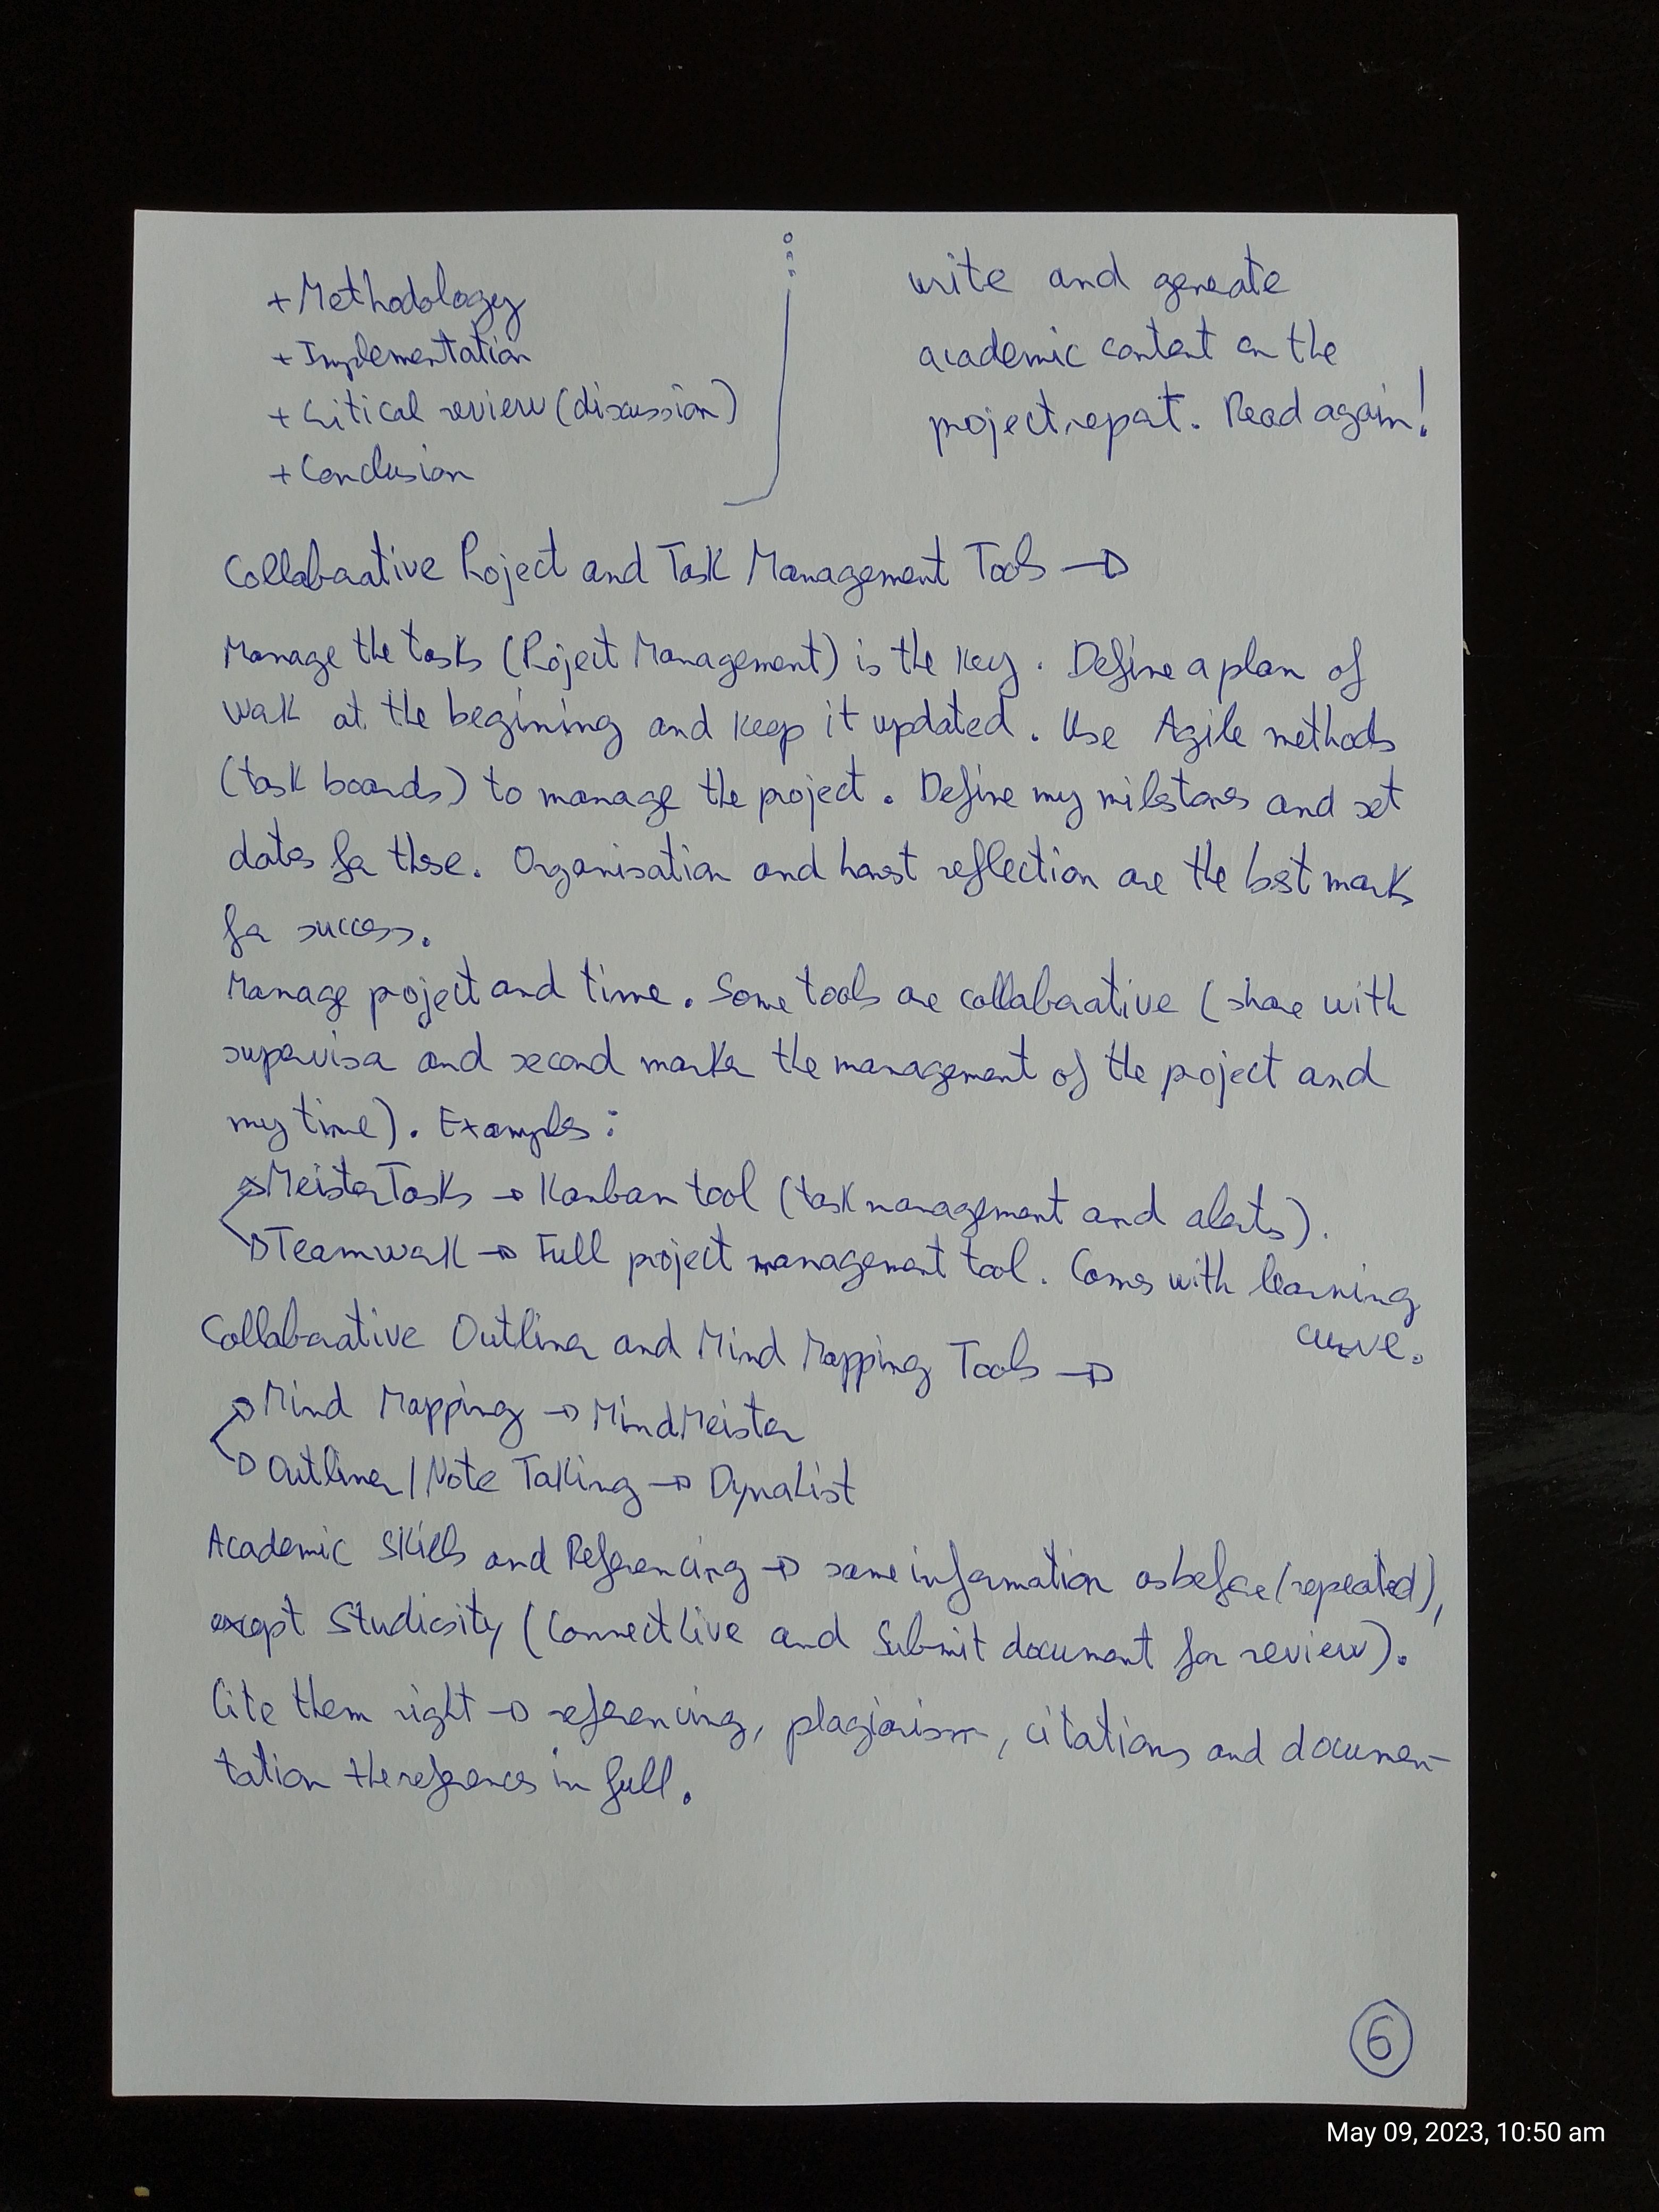 + Methodology
+ Implementation
+ Critical review (discussion)
+ Conclusion
write and generate
academic content on the
project report. Read again!
Collaborative Project and Task Management Tools →
Manage the tasks (Project Management) is the key. Define a plan of
work at the begining and keep it updated. Use Agile methods
(task boards) to manage the project. Define my milestones and set
dates for these. Organisation and honest reflection are the best marks
for success.
Manage project and time. Some tools are collaborative (share with
supervisor and second marker the management of the project and
my time). Examples:
→ MeisterTasks → Kanban tool (task management and alerts).
→ Teamwork → Full project management tool. Comes with learning
curve.
Collaborative Outliner and Mind Mapping Tools →
→ Mind Mapping → MindMeister
→ Outliner / Note Taking → DynaList
Academic Skills and Referencing → same information as before (repeated),
except Studiosity (Connect Live and Submit document for review).
Cite them right → referencing, plagiarism, citations and documen-
tation the references in full.
6
May 09, 2023, 10:50 am